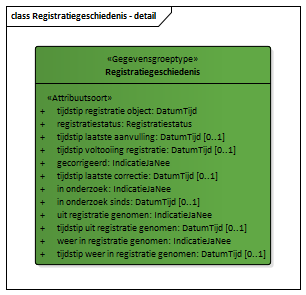 class Registratiegeschiedenis - detail
«Gegevensgroeptype»
Registratiegeschiedenis
«Attribuutsoort»
+ tijdstip registratie object: DatumTijd
+ registratiestatus: Registratiestatus
+ tijdstip laatste aanvulling: DatumTijd [0..1]
+ tijdstip voltooiing registratie: DatumTijd [0..1]
+ gecorrigeerd: IndicatieJaNee
+ tijdstip laatste correctie: DatumTijd [0..1]
+ in onderzoek: IndicatieJaNee
+ in onderzoek sinds: DatumTijd [0..1]
+ uit registratie genomen: IndicatieJaNee
+ tijdstip uit registratie genomen: DatumTijd [0..1]
+ weer in registratie genomen: IndicatieJaNee
+ tijdstip weer in registratie genomen: DatumTijd [0..1]